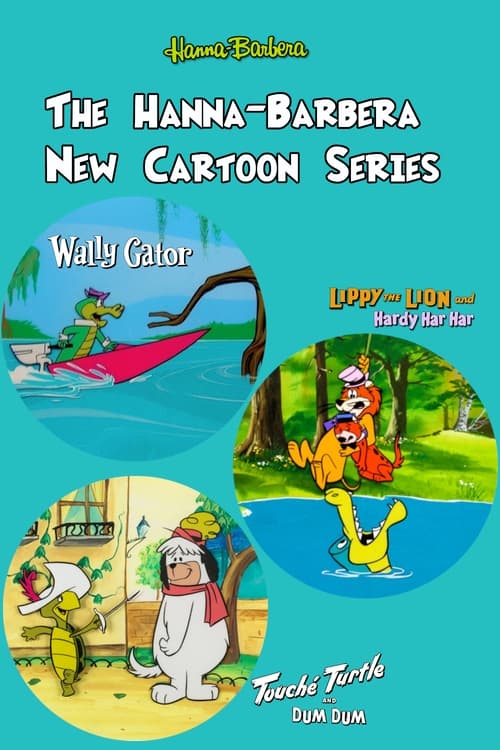 Hanna-Barbera
THE HANNA-BARBERA
NEW CARTOON SERIES
Wally Gator
LIPPY THE LION and
HARDY HAR HAR
Touché Turtle
AND
DUM DUM